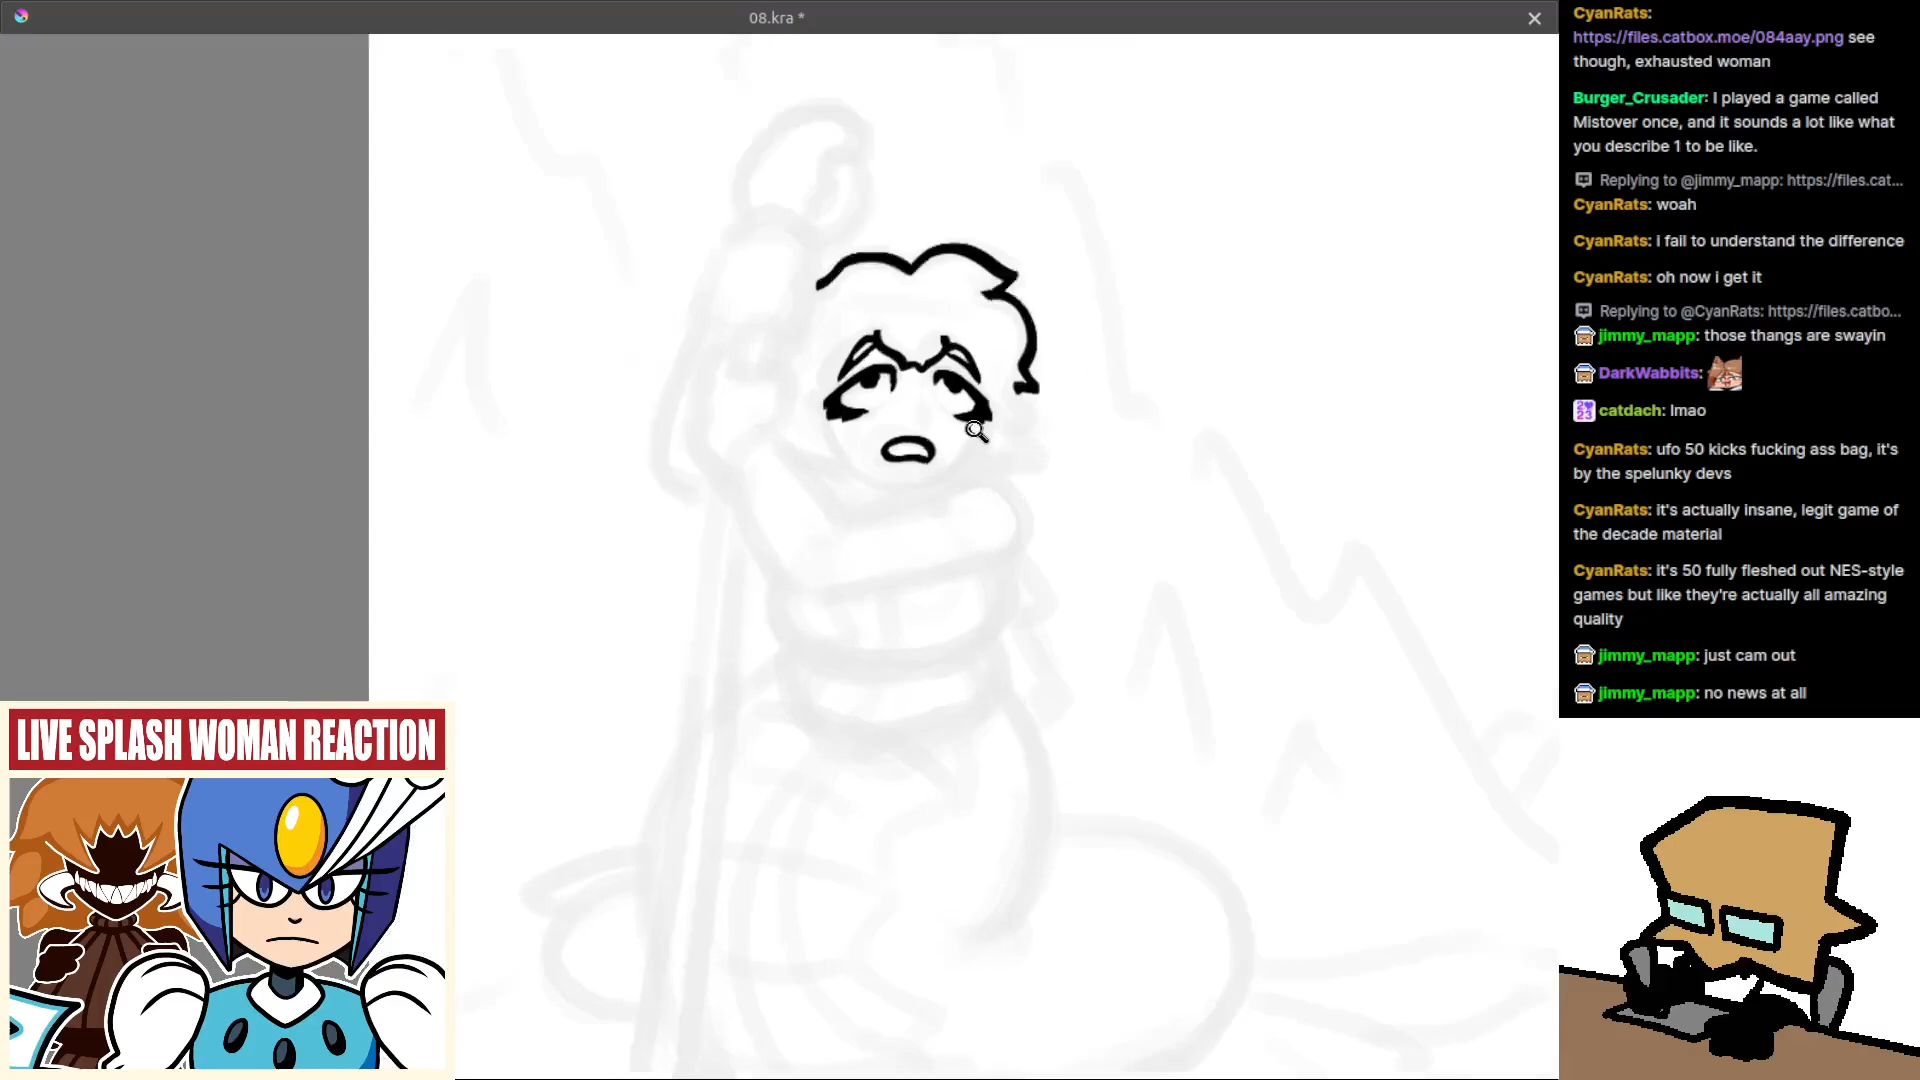 08.kra *
CyanRats:
https://files.catbox.moe/084aay.png see
though, exhausted woman
Burger_Crusader: I played a game called
Mistover once, and it sounds a lot like what
you describe 1 to be like.
Replying to @jimmy_mapp: https://files.cat...
CyanRats: woah
CyanRats: i fail to understand the difference
CyanRats: oh now i get it
Replying to @CyanRats: https://files.catbo...
jimmy_mapp: those thangs are swayin
DarkWabbits:
catdach: lmao
CyanRats: ufo 50 kicks fucking ass bag, it's
by the spelunky devs
CyanRats: it's actually insane, legit game of
the decade material
CyanRats: it's 50 fully fleshed out NES-style
games but like they're actually all amazing
quality
jimmy_mapp: just cam out
jimmy_mapp: no news at all
LIVE SPLASH WOMAN REACTION